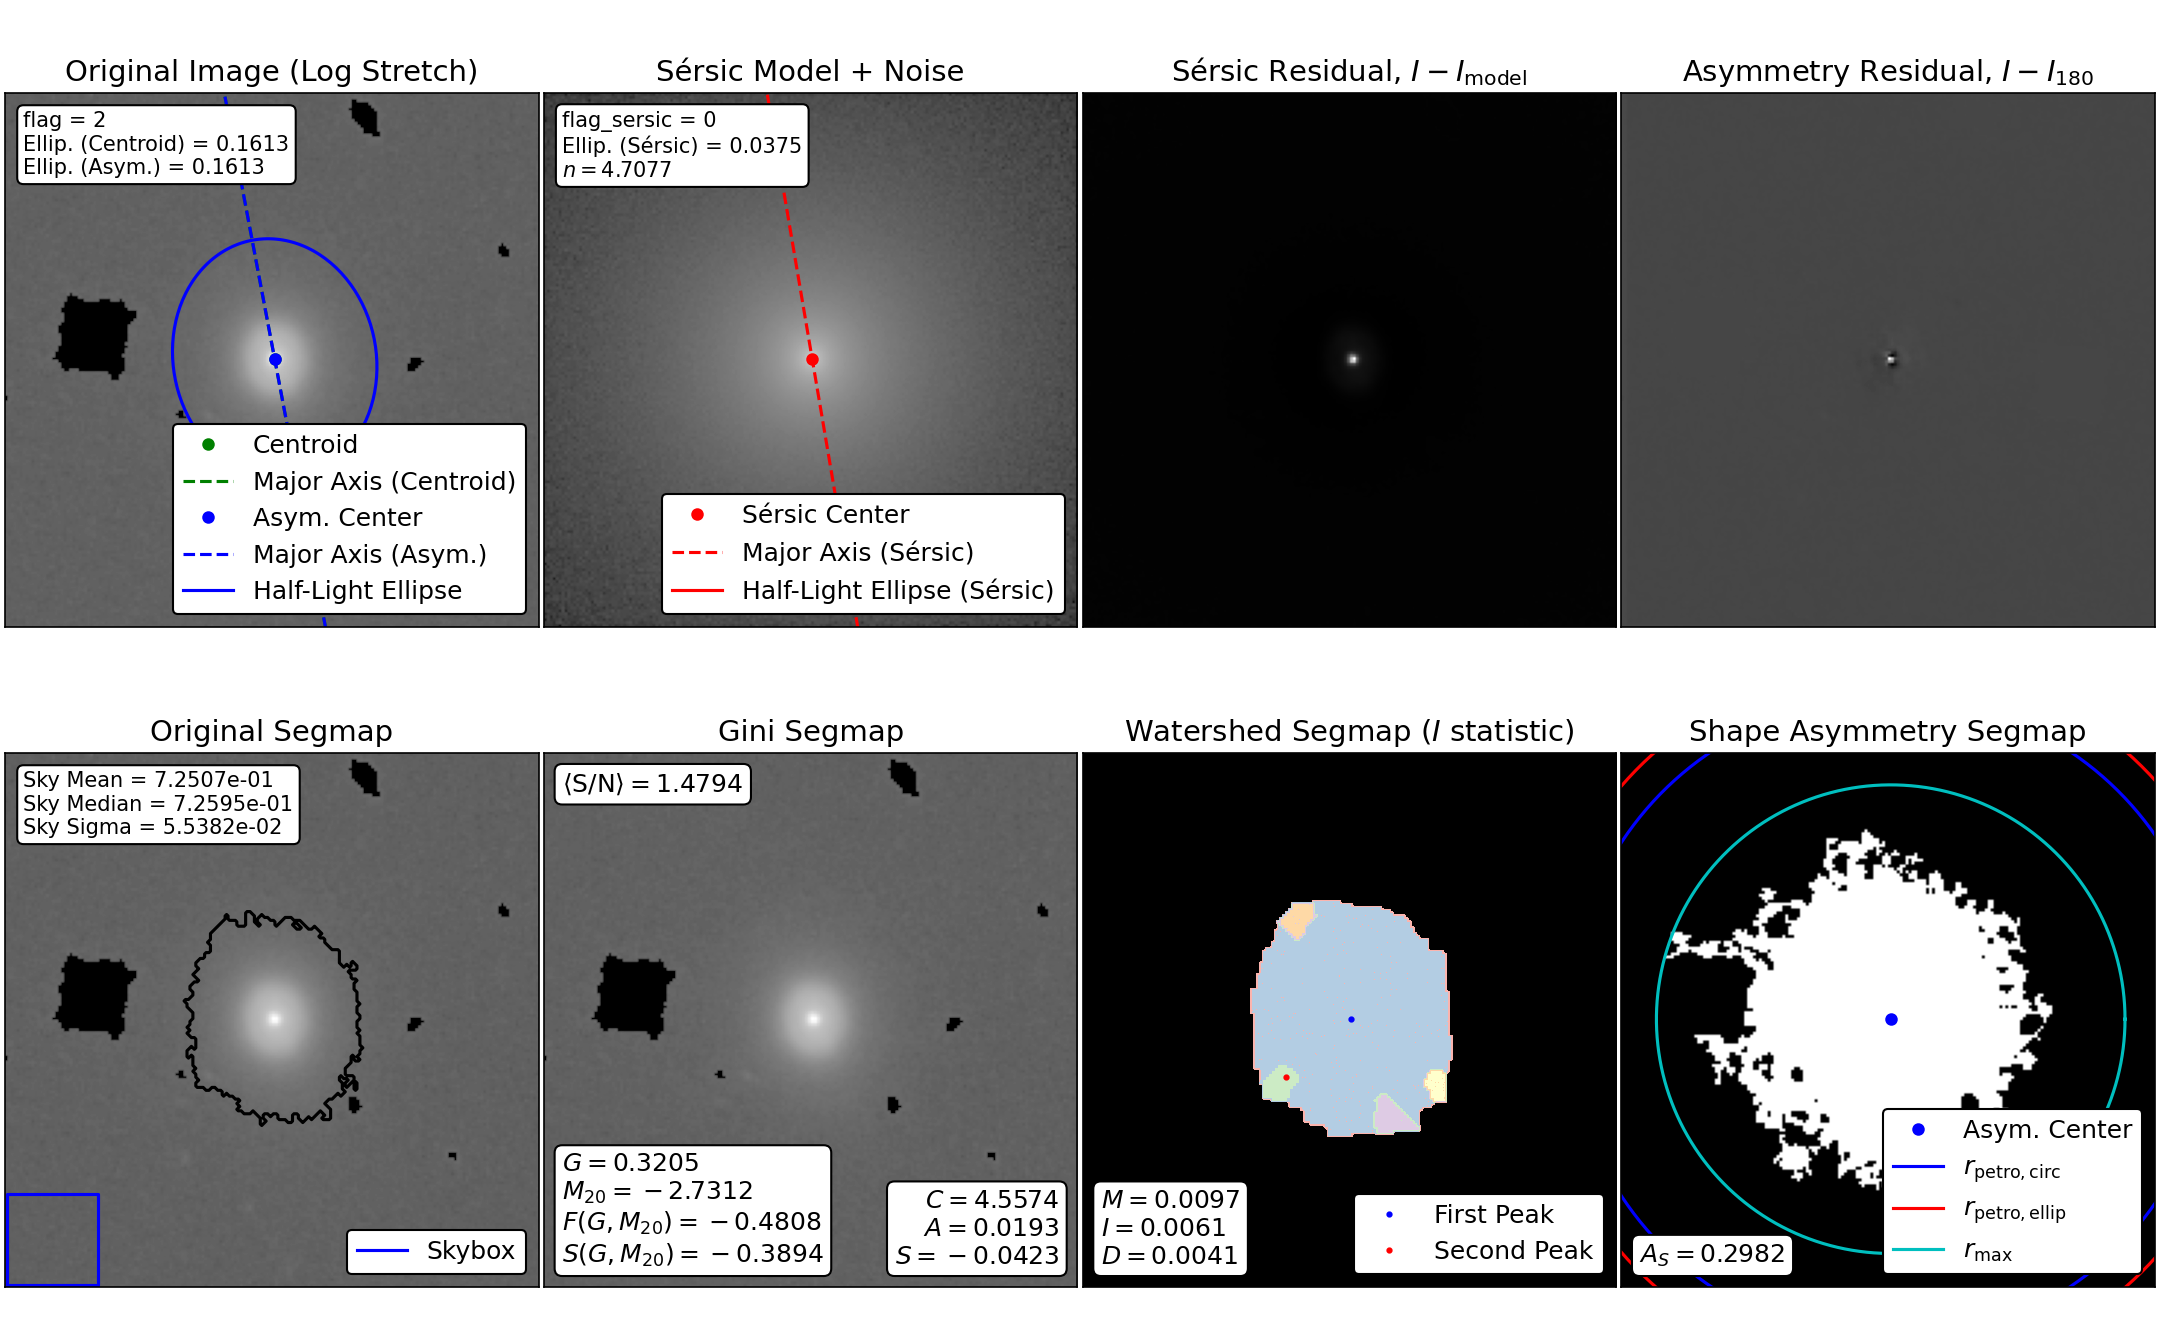 Original Image (Log Stretch)
flag = 2
Ellip. (Centroid) = 0.1613
Ellip. (Asym.) = 0.1613
Centroid
Major Axis (Centroid)
Asym. Center
Major Axis (Asym.)
Half-Light Ellipse
Sérsic Model + Noise
flag_sersic = 0
Ellip. (Sérsic) = 0.0375
n = 4.7077
Sérsic Center
Major Axis (Sérsic)
Half-Light Ellipse (Sérsic)
Sérsic Residual, I − I_model
Asymmetry Residual, I − I_180
Original Segmap
Sky Mean = 7.2507e-01
Sky Median = 7.2595e-01
Sky Sigma = 5.5382e-02
Skybox
Gini Segmap
⟨S/N⟩ = 1.4794
G = 0.3205
M_20 = −2.7312
F(G, M_20) = −0.4808
S(G, M_20) = −0.3894
C = 4.5574
A = 0.0193
S = −0.0423
Watershed Segmap (I statistic)
M = 0.0097
I = 0.0061
D = 0.0041
First Peak
Second Peak
Shape Asymmetry Segmap
A_S = 0.2982
Asym. Center
r_petro, circ
r_petro, ellip
r_max